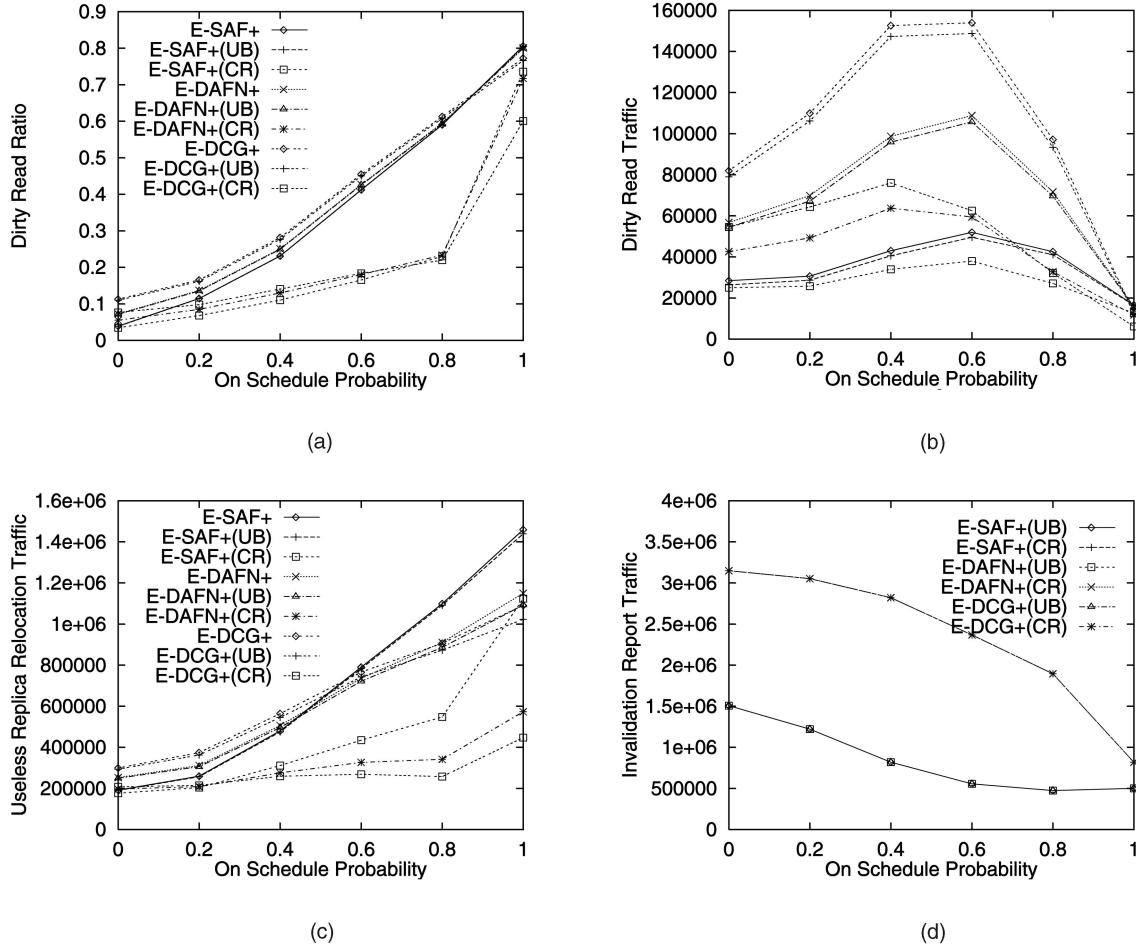 0.9
0.8
0.7
0.6
0.5
0.4
0.3
0.2
0.1
0
Dirty Read Ratio
E-SAF+
E-SAF+(UB)
E-SAF+(CR)
E-DAFN+
E-DAFN+(UB)
E-DAFN+(CR)
E-DCG+
E-DCG+(UB)
E-DCG+(CR)
0 0.2 0.4 0.6 0.8 1
On Schedule Probability
(a)
160000
140000
120000
100000
80000
60000
40000
20000
0
Dirty Read Traffic
0 0.2 0.4 0.6 0.8 1
On Schedule Probability
(b)
1.6e+06
1.4e+06
1.2e+06
1e+06
800000
600000
400000
200000
0
Useless Replica Relocation Traffic
E-SAF+
E-SAF+(UB)
E-SAF+(CR)
E-DAFN+
E-DAFN+(UB)
E-DAFN+(CR)
E-DCG+
E-DCG+(UB)
E-DCG+(CR)
0 0.2 0.4 0.6 0.8 1
On Schedule Probability
(c)
4e+06
3.5e+06
3e+06
2.5e+06
2e+06
1.5e+06
1e+06
500000
0
Invalidation Report Traffic
E-SAF+(UB)
E-SAF+(CR)
E-DAFN+(UB)
E-DAFN+(CR)
E-DCG+(UB)
E-DCG+(CR)
0 0.2 0.4 0.6 0.8 1
On Schedule Probability
(d)